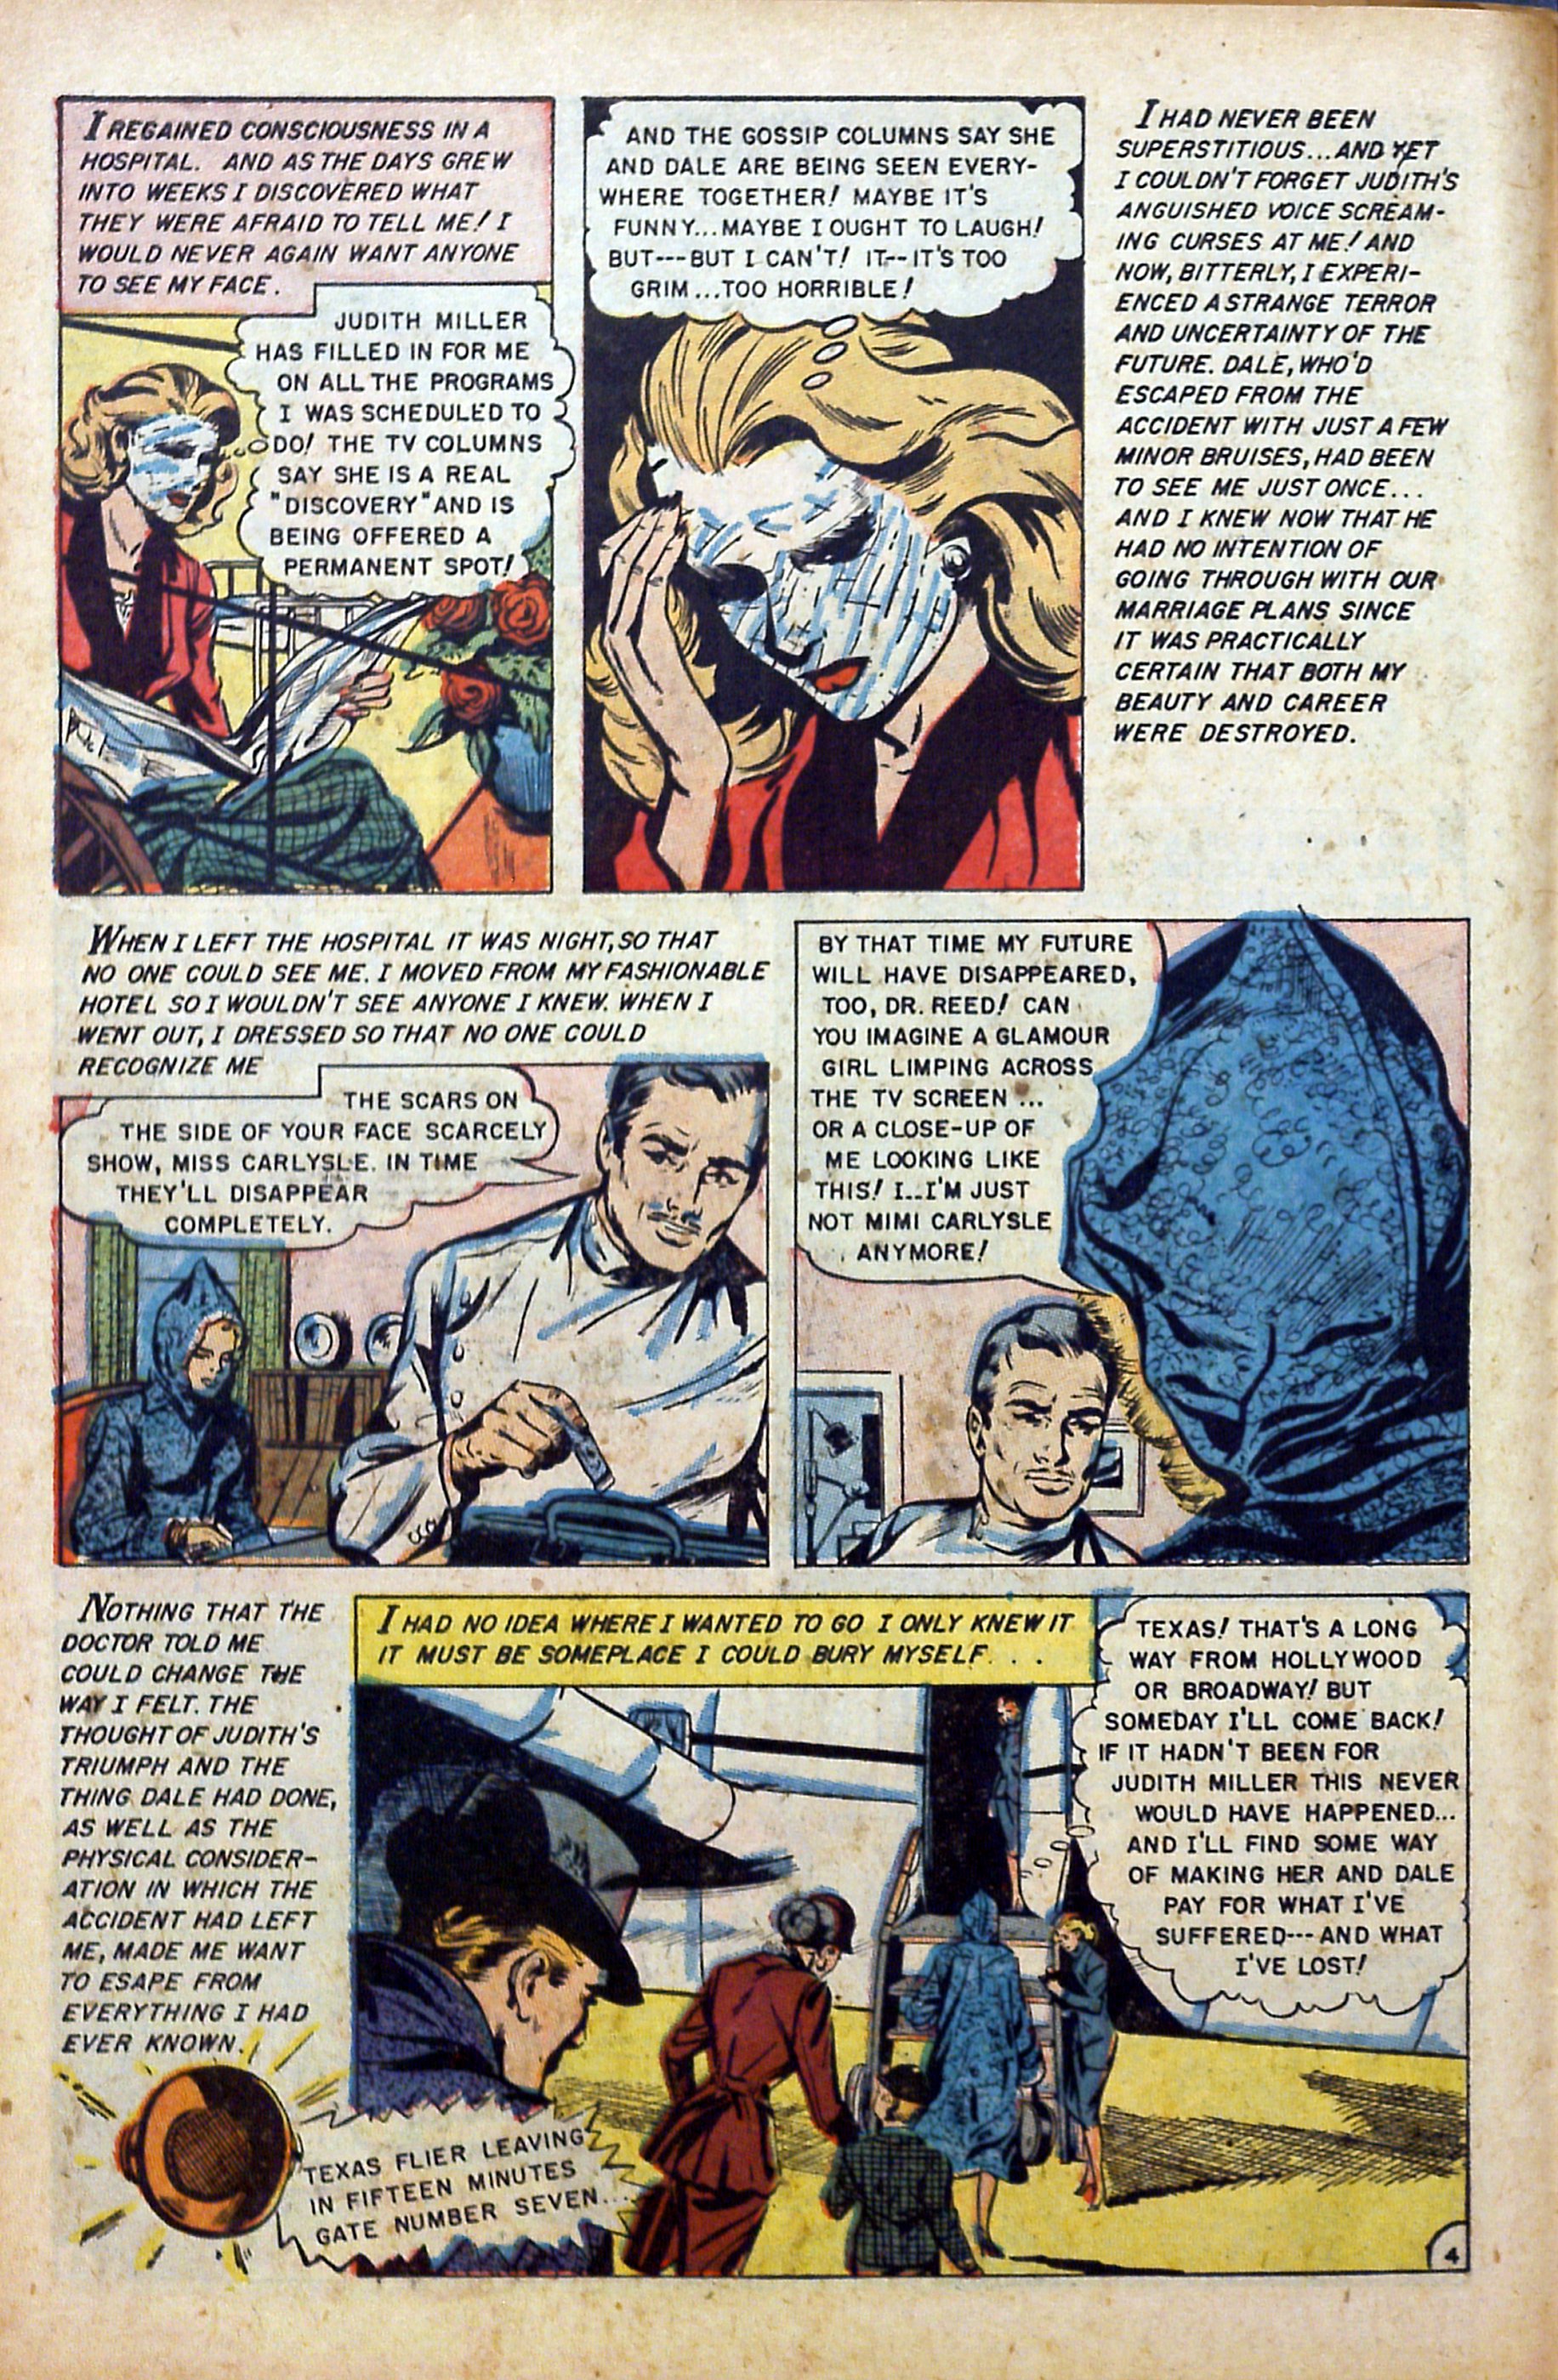 I REGAINED CONSCIOUSNESS IN A
HOSPITAL. AND AS THE DAYS GREW
INTO WEEKS I DISCOVERED WHAT
THEY WERE AFRAID TO TELL ME! I
WOULD NEVER AGAIN WANT ANYONE
TO SEE MY FACE.
JUDITH MILLER
HAS FILLED IN FOR ME
ON ALL THE PROGRAMS
I WAS SCHEDULED TO
DO! THE TV COLUMNS
SAY SHE IS A REAL
"DISCOVERY" AND IS
BEING OFFERED A
PERMANENT SPOT!
AND THE GOSSIP COLUMNS SAY SHE
AND DALE ARE BEING SEEN EVERY-
WHERE TOGETHER! MAYBE IT'S
FUNNY...MAYBE I OUGHT TO LAUGH!
BUT---BUT I CAN'T! IT--IT'S TOO
GRIM...TOO HORRIBLE!
I HAD NEVER BEEN
SUPERSTITIOUS...AND YET
I COULDN'T FORGET JUDITH'S
ANGUISHED VOICE SCREAM-
ING CURSES AT ME! AND
NOW, BITTERLY, I EXPERI-
ENCED A STRANGE TERROR
AND UNCERTAINTY OF THE
FUTURE. DALE, WHO'D
ESCAPED FROM THE
ACCIDENT WITH JUST A FEW
MINOR BRUISES, HAD BEEN
TO SEE ME JUST ONCE...
AND I KNEW NOW THAT HE
HAD NO INTENTION OF
GOING THROUGH WITH OUR
MARRIAGE PLANS SINCE
IT WAS PRACTICALLY
CERTAIN THAT BOTH MY
BEAUTY AND CAREER
WERE DESTROYED.
WHEN I LEFT THE HOSPITAL IT WAS NIGHT, SO THAT
NO ONE COULD SEE ME. I MOVED FROM MY FASHIONABLE
HOTEL SO I WOULDN'T SEE ANYONE I KNEW. WHEN I
WENT OUT, I DRESSED SO THAT NO ONE COULD
RECOGNIZE ME
THE SCARS ON
THE SIDE OF YOUR FACE SCARCELY
SHOW, MISS CARLYSLE. IN TIME
THEY'LL DISAPPEAR
COMPLETELY.
BY THAT TIME MY FUTURE
WILL HAVE DISAPPEARED,
TOO, DR. REED! CAN
YOU IMAGINE A GLAMOUR
GIRL LIMPING ACROSS
THE TV SCREEN ...
OR A CLOSE-UP OF
ME LOOKING LIKE
THIS! I..I'M JUST
NOT MIMI CARLYSLE
ANYMORE!
NOTHING THAT THE
DOCTOR TOLD ME
COULD CHANGE THE
WAY I FELT. THE
THOUGHT OF JUDITH'S
TRIUMPH AND THE
THING DALE HAD DONE,
AS WELL AS THE
PHYSICAL CONSIDER-
ATION IN WHICH THE
ACCIDENT HAD LEFT
ME, MADE ME WANT
TO ESAPE FROM
EVERYTHING I HAD
EVER KNOWN.
I HAD NO IDEA WHERE I WANTED TO GO I ONLY KNEW IT
IT MUST BE SOMEPLACE I COULD BURY MYSELF. . .
TEXAS FLIER LEAVING
IN FIFTEEN MINUTES
GATE NUMBER SEVEN...
TEXAS! THAT'S A LONG
WAY FROM HOLLYWOOD
OR BROADWAY! BUT
SOMEDAY I'LL COME BACK!
IF IT HADN'T BEEN FOR
JUDITH MILLER THIS NEVER
WOULD HAVE HAPPENED...
AND I'LL FIND SOME WAY
OF MAKING HER AND DALE
PAY FOR WHAT I'VE
SUFFERED---AND WHAT
I'VE LOST!
4